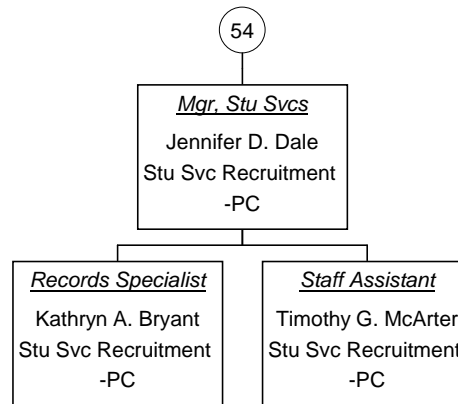 54
Mgr, Stu Svcs
Jennifer D. Dale
Stu Svc Recruitment
-PC
Records Specialist
Kathryn A. Bryant
Stu Svc Recruitment
-PC
Staff Assistant
Timothy G. McArter
Stu Svc Recruitment
-PC